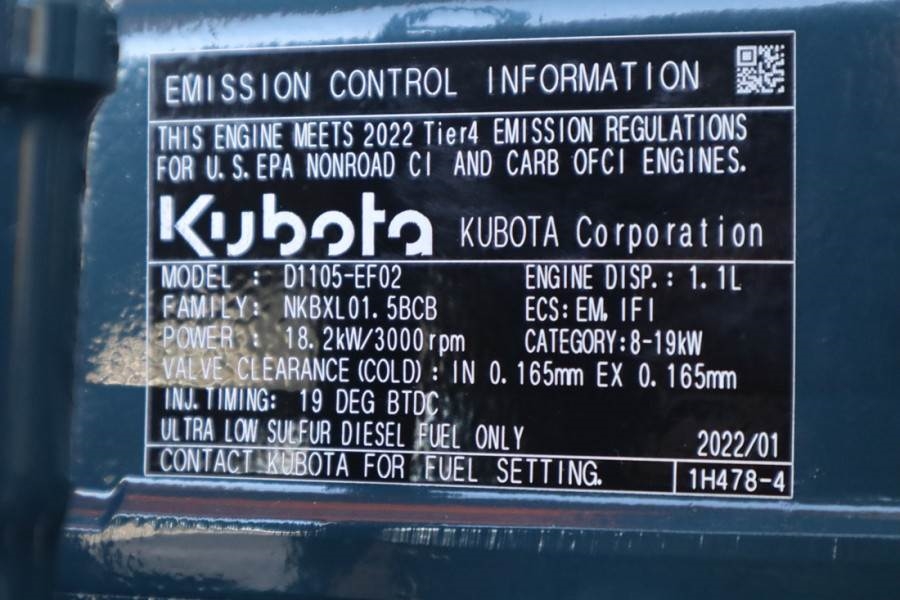 EMISSION CONTROL INFORMATION
THIS ENGINE MEETS 2022 Tier4 EMISSION REGULATIONS
FOR U.S.EPA NONROAD CI AND CARB OFCI ENGINES.
Kubota KUBOTA Corporation
MODEL : D1105-EF02 ENGINE DISP.: 1.1L
FAMILY: NKBXL01.5BCB ECS:EM,IFI
POWER : 18.2kW/3000rpm CATEGORY:8-19kW
VALVE CLEARANCE(COLD): IN 0.165mm EX 0.165mm
INJ.TIMING: 19 DEG BTDC
ULTRA LOW SULFUR DIESEL FUEL ONLY 2022/01
CONTACT KUBOTA FOR FUEL SETTING. 1H478-4